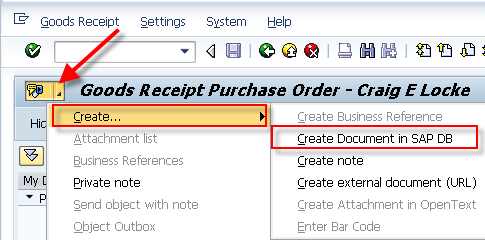 Goods Receipt Settings System Help
Goods Receipt Purchase Order - Craig E Locke
Hid
Create...
Attachment list
Business References
Private note
Send object with note
Object Outbox
Create Business Reference
Create Document in SAP DB
Create note
Create external document (URL)
Create Attachment in OpenText
Enter Bar Code
My D